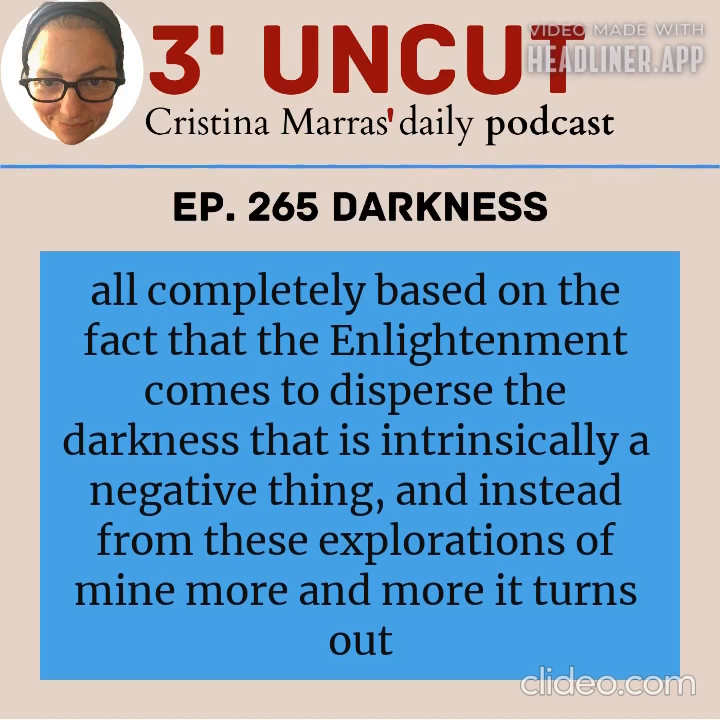 VIDEO MADE WITH
HEADLINER.APP
3' UNCUT
Cristina Marras'daily podcast
EP. 265 DARKNESS
all completely based on the
fact that the Enlightenment
comes to disperse the
darkness that is intrinsically a
negative thing, and instead
from these explorations of
mine more and more it turns
out
clideo.com